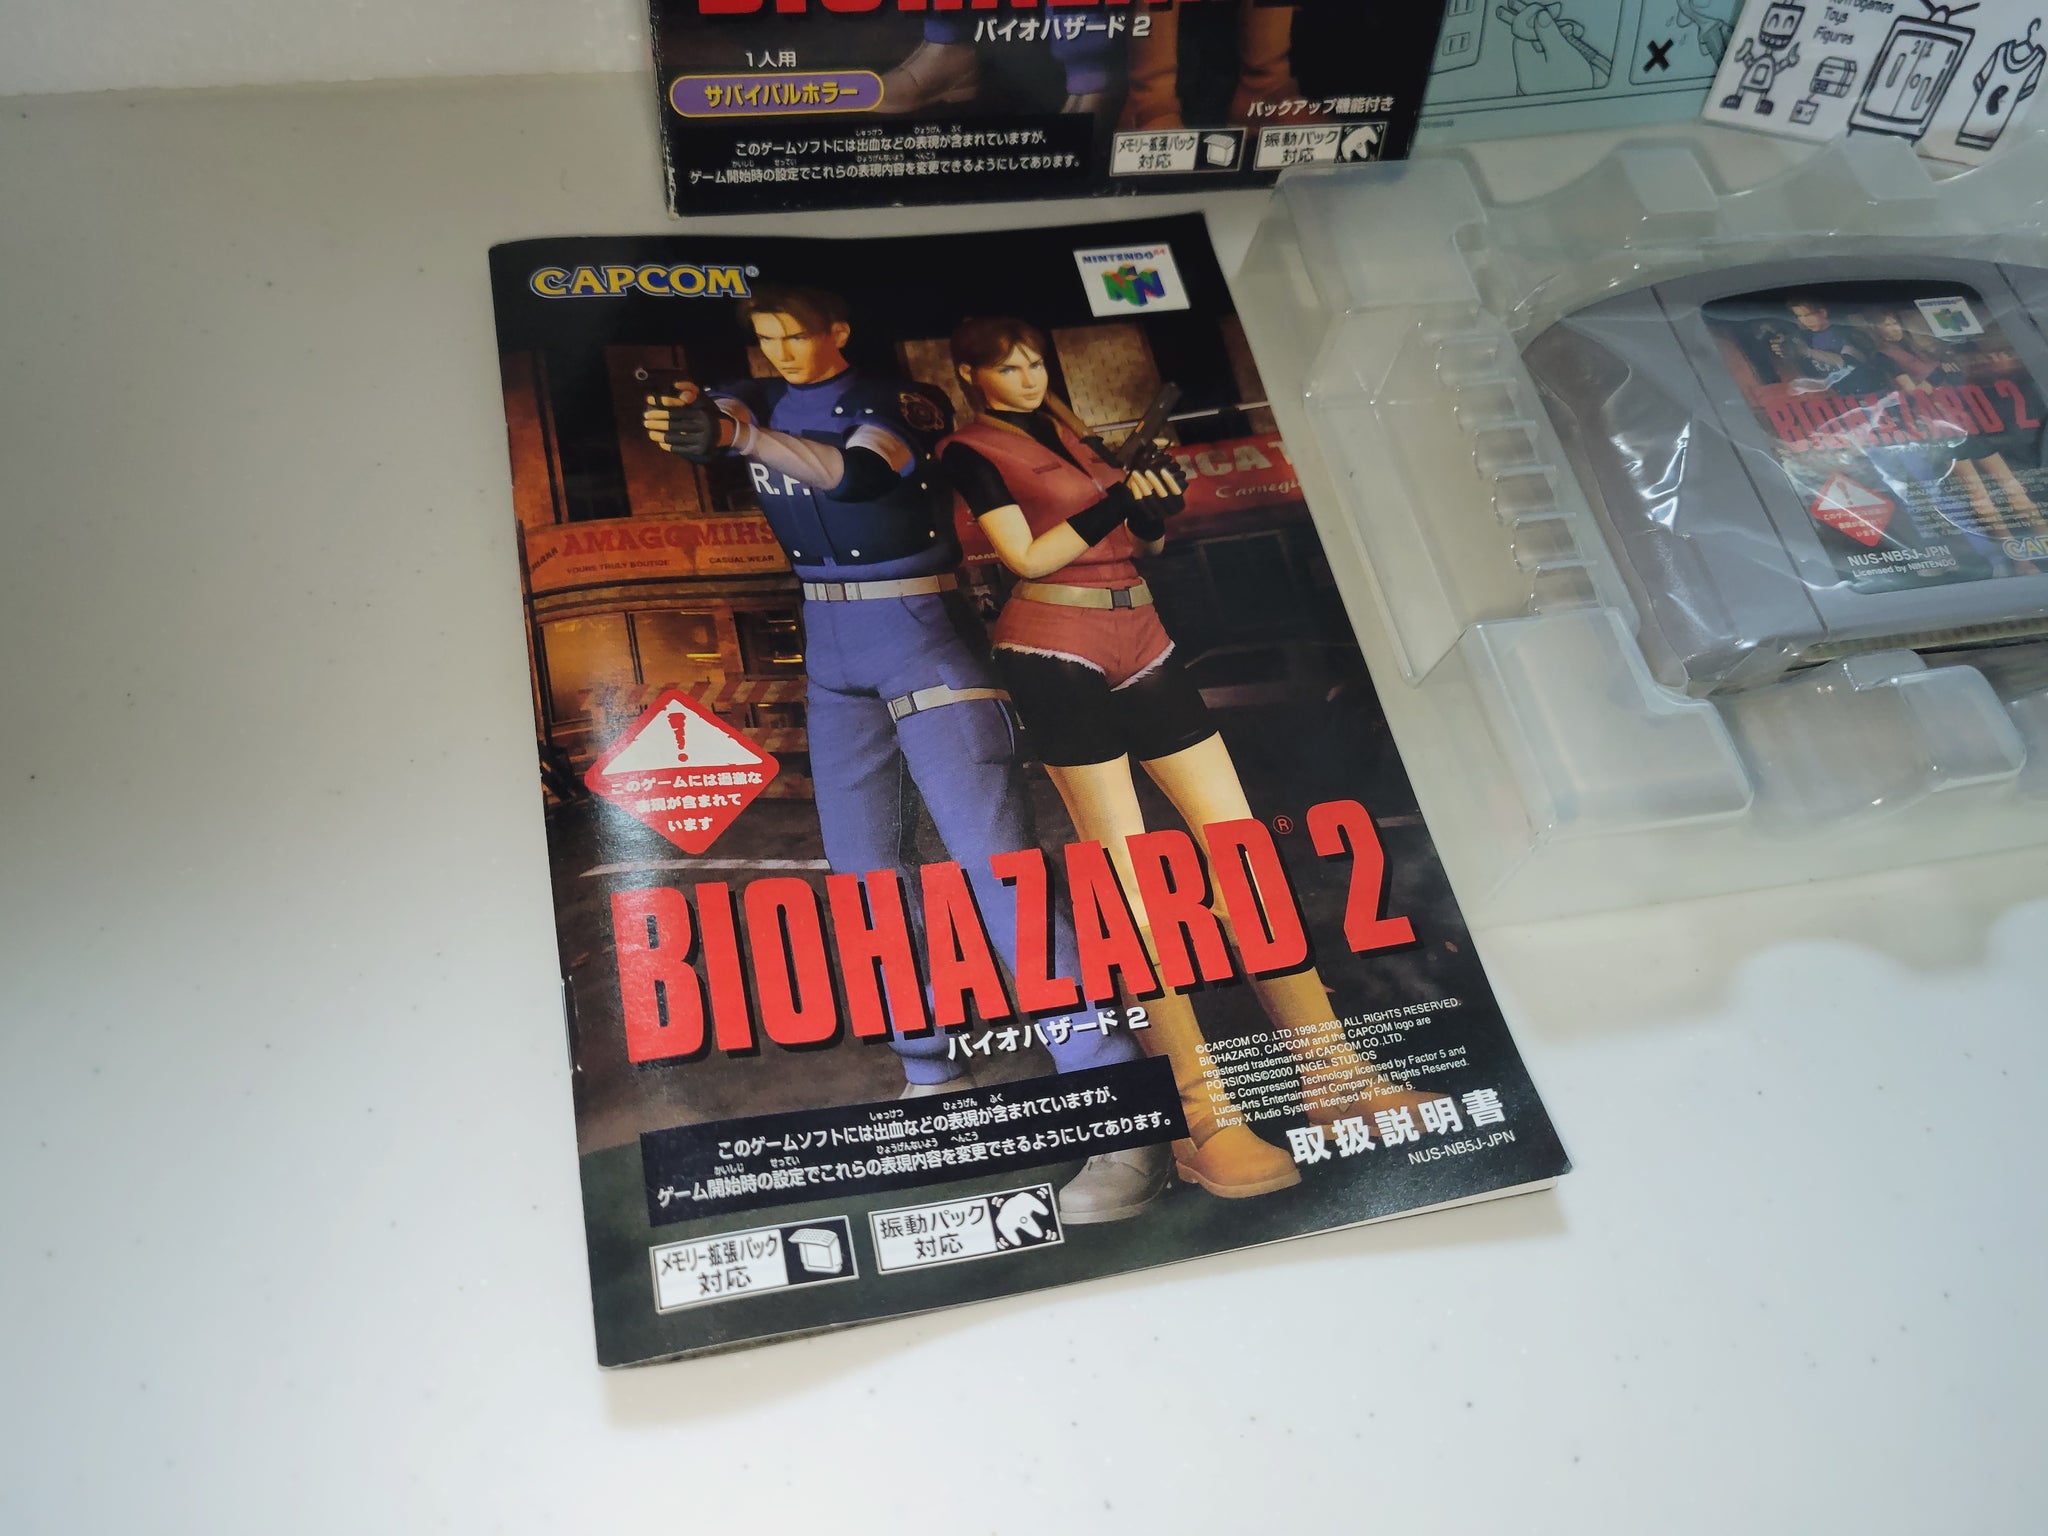 バイオハザード 2
1人用
サバイバルホラー
バックアップ機能付き
このゲームソフトには出血などの表現が含まれていますが、
ゲーム開始時の設定でこれらの表現内容を変更できるようにしてあります。
メモリー拡張パック
対応
振動パック
対応
Toys
Figures
CAPCOM®
NINTENDO 64
R.P.
AMAGOMIHS
YOURS TRULY BOUTIQE
CASUAL WEAR
このゲームには過激な
表現が含まれて
います
BIOHAZARD® 2
バイオハザード 2
©CAPCOM CO.,LTD.1998,2000 ALL RIGHTS RESERVED.
BIOHAZARD, CAPCOM and the CAPCOM logo are
registered trademarks of CAPCOM CO.,LTD.
PORSIONS©2000 ANGEL STUDIOS
Voice Compression Technology licensed by Factor 5 and
LucasArts Entertainment Company. All Rights Reserved.
Musy X Audio System licensed by Factor 5.
取扱説明書
NUS-NB5J-JPN
このゲームソフトには出血などの表現が含まれていますが、
ゲーム開始時の設定でこれらの表現内容を変更できるようにしてあります。
メモリー拡張パック
対応
振動パック
対応
NINTENDO 64
BIOHAZARD 2
NUS-NB5J-JPN
Licensed by NINTENDO